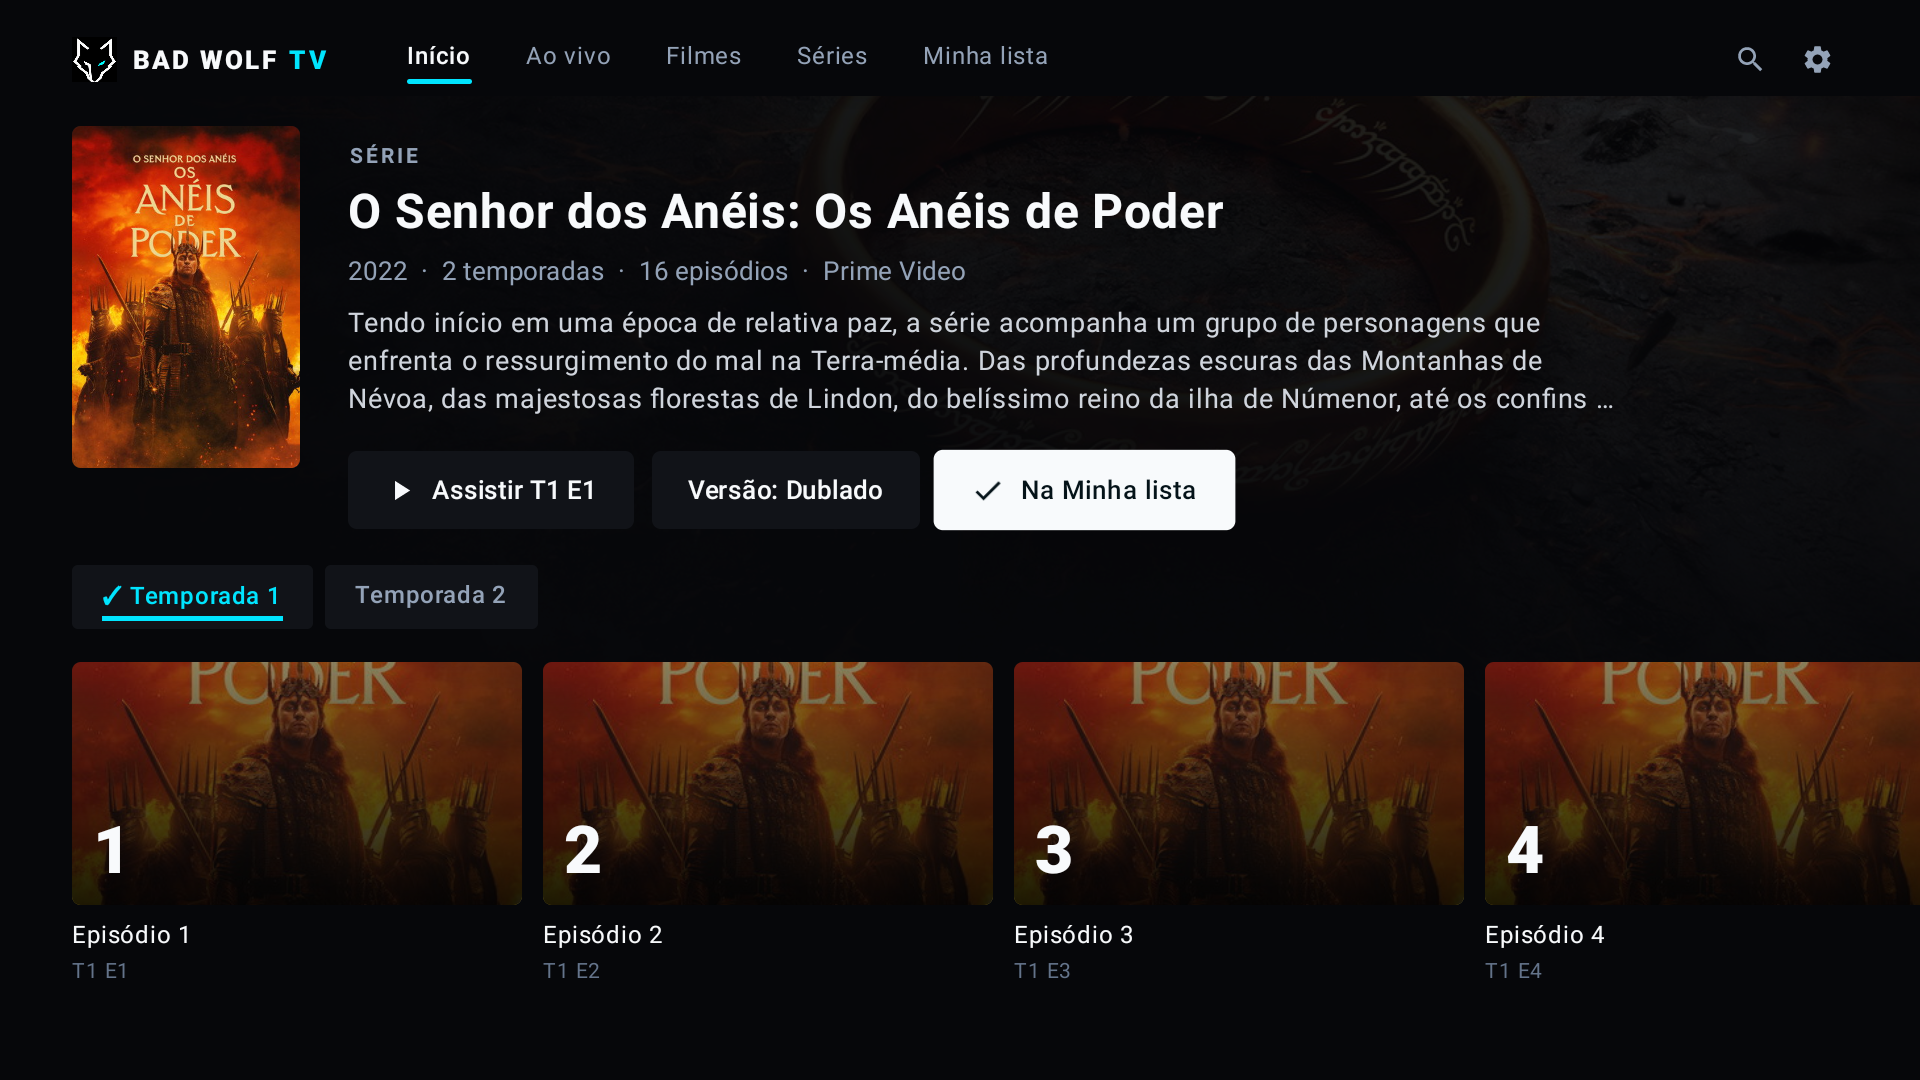 BAD WOLF TV
Início
Ao vivo
Filmes
Séries
Minha lista
O SENHOR DOS ANÉIS
OS
ANÉIS
DE
PODER
SÉRIE
O Senhor dos Anéis: Os Anéis de Poder
2022 · 2 temporadas · 16 episódios · Prime Video
Tendo início em uma época de relativa paz, a série acompanha um grupo de personagens que
enfrenta o ressurgimento do mal na Terra-média. Das profundezas escuras das Montanhas de
Névoa, das majestosas florestas de Lindon, do belíssimo reino da ilha de Númenor, até os confins ...
Assistir T1 E1
Versão: Dublado
Na Minha lista
✓ Temporada 1
Temporada 2
PODER
1
Episódio 1
T1 E1
PODER
2
Episódio 2
T1 E2
PODER
3
Episódio 3
T1 E3
PODER
4
Episódio 4
T1 E4